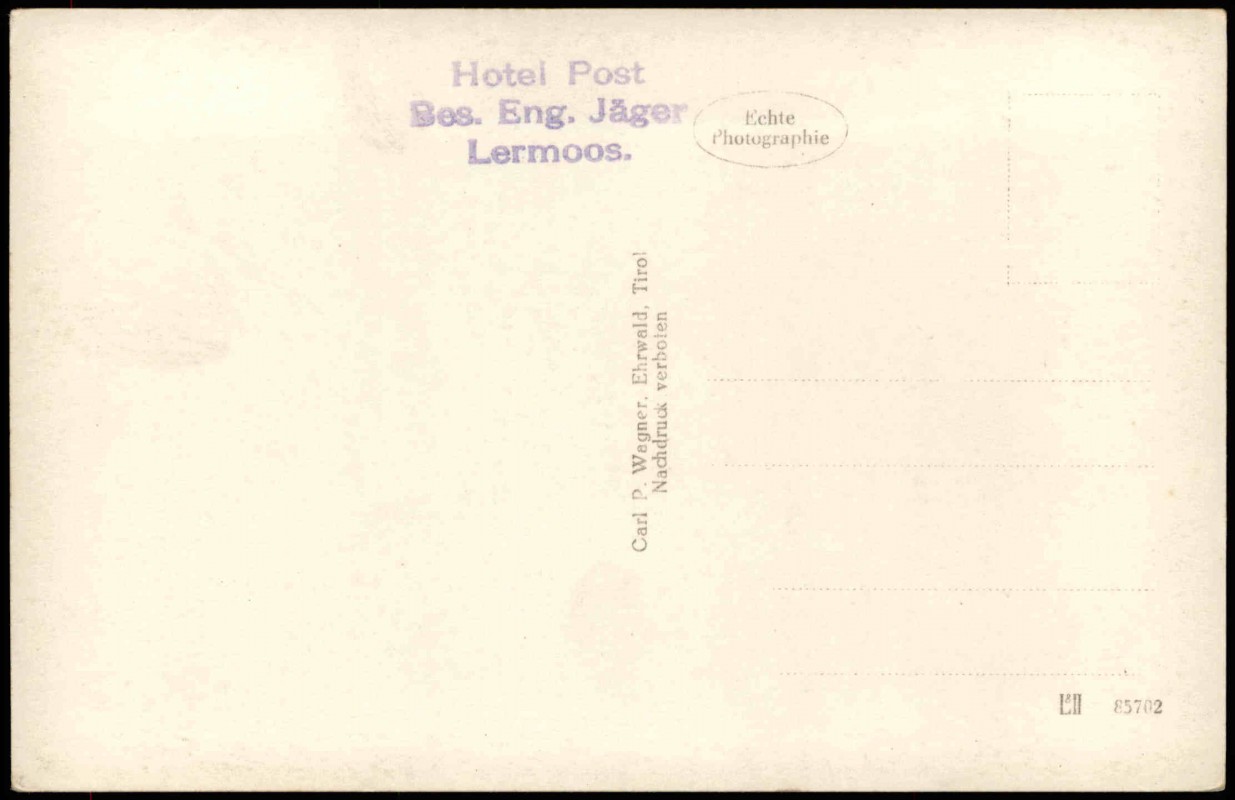 Hotel Post
Bes. Eng. Jäger
Lermoos.
Echte
Photographie
Carl P. Wagner, Ehrwald, Tirol
Nachdruck verboten
85702